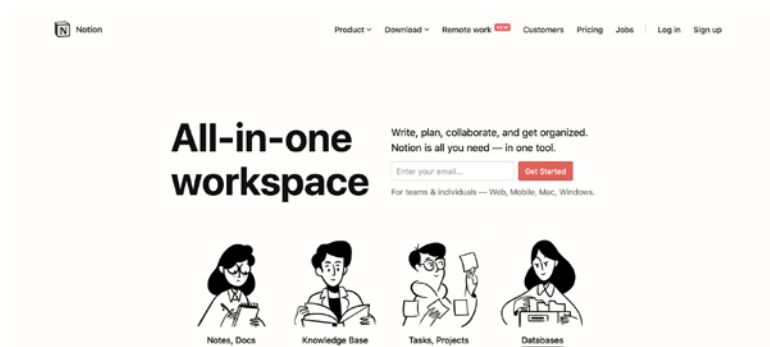 Notion
Product
Download
Remote work NEW
Customers
Pricing
Jobs
Log in
Sign up
All-in-one
workspace
Write, plan, collaborate, and get organized.
Notion is all you need — in one tool.
Enter your email...
Get Started
For teams & individuals — Web, Mobile, Mac, Windows.
Notes, Docs
Knowledge Base
Tasks, Projects
Databases